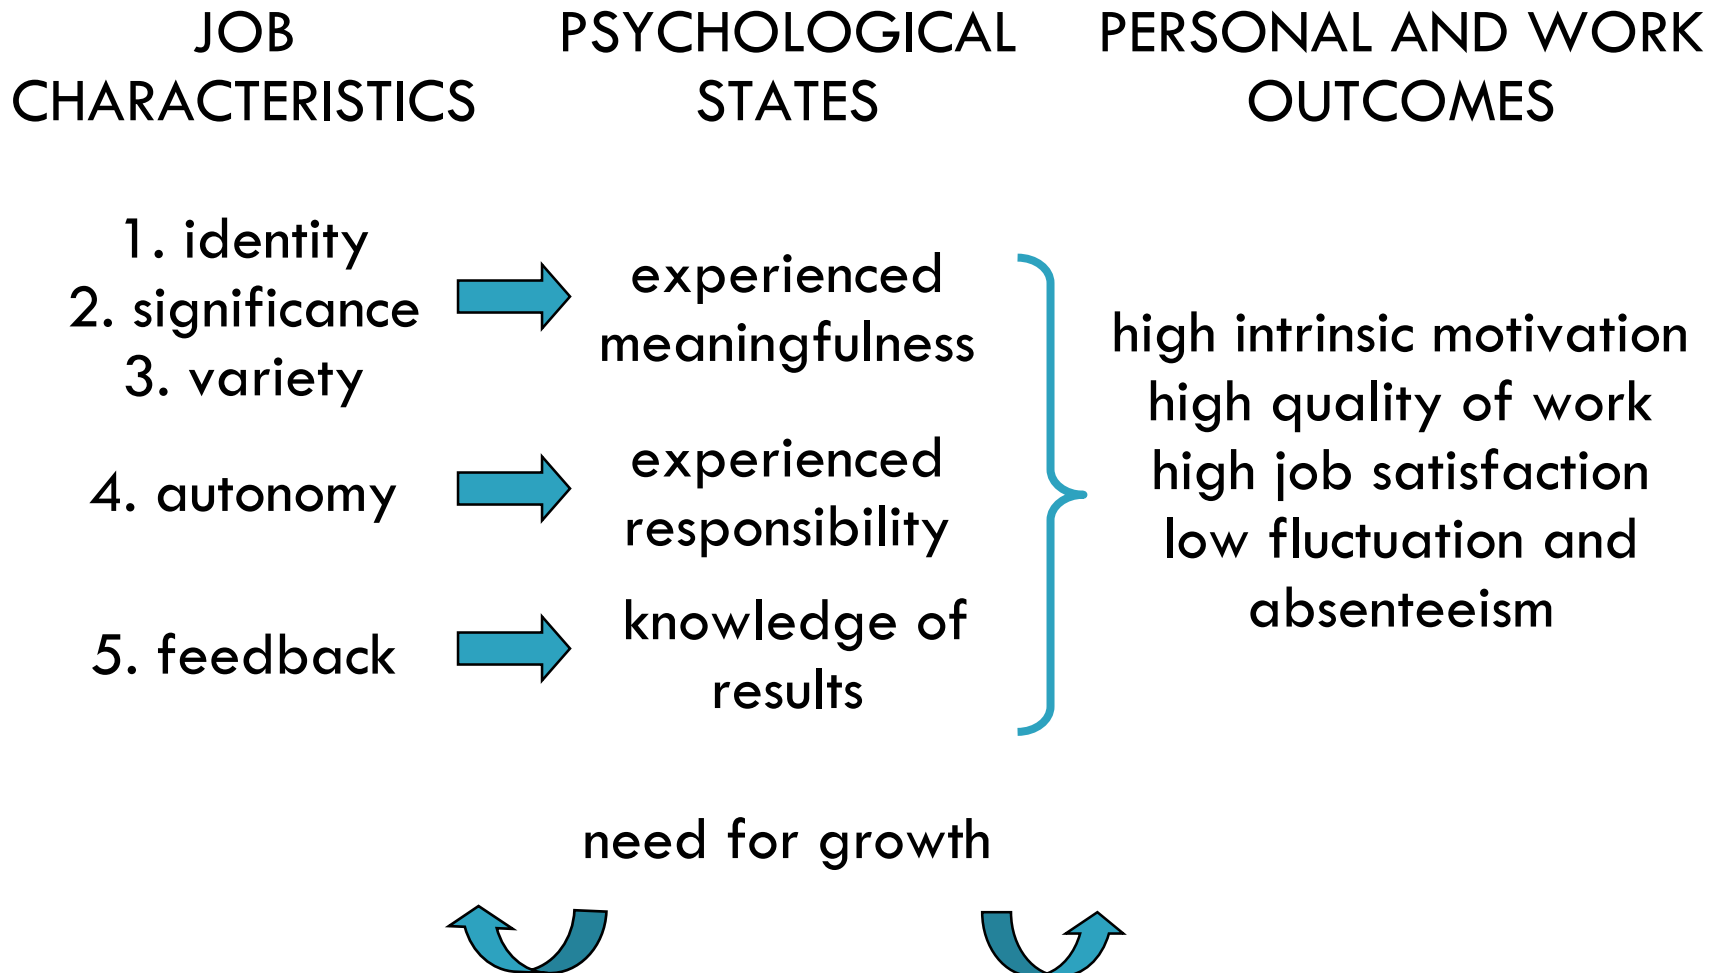 JOB
CHARACTERISTICS
PSYCHOLOGICAL
STATES
PERSONAL AND WORK
OUTCOMES
1. identity
2. significance
3. variety
experienced
meaningfulness
4. autonomy
experienced
responsibility
5. feedback
knowledge of
results
high intrinsic motivation
high quality of work
high job satisfaction
low fluctuation and
absenteeism
need for growth